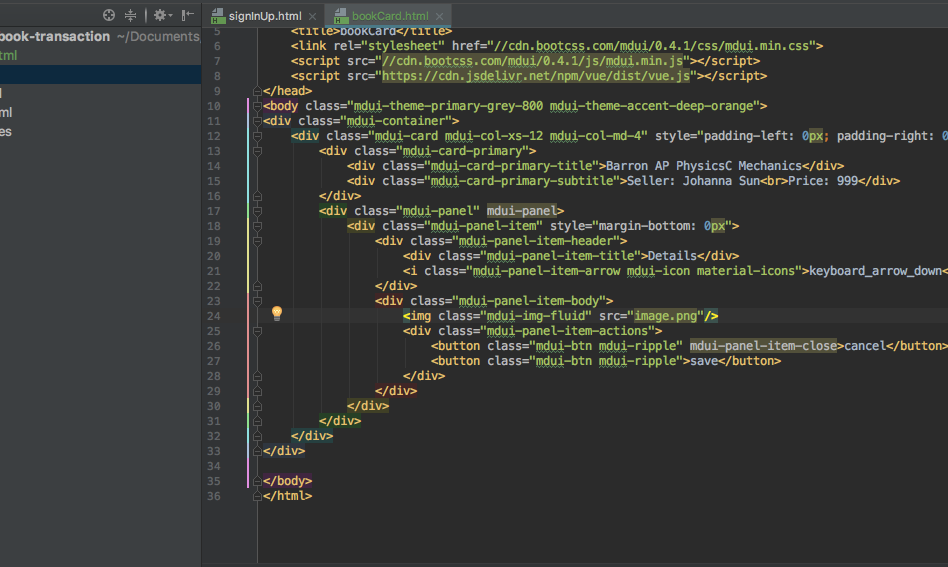 signInUp.html
bookCard.html
book-transaction ~/Documents,
5 <title>bookCard</title>
6 <link rel="stylesheet" href="//cdn.bootcss.com/mdui/0.4.1/css/mdui.min.css">
7 <script src="//cdn.bootcss.com/mdui/0.4.1/js/mdui.min.js"></script>
8 <script src="https://cdn.jsdelivr.net/npm/vue/dist/vue.js"></script>
9 </head>
10 <body class="mdui-theme-primary-grey-800 mdui-theme-accent-deep-orange">
11 <div class="mdui-container">
12 <div class="mdui-card mdui-col-xs-12 mdui-col-md-4" style="padding-left: 0px; padding-right: 0
13 <div class="mdui-card-primary">
14 <div class="mdui-card-primary-title">Barron AP PhysicsC Mechanics</div>
15 <div class="mdui-card-primary-subtitle">Seller: Johanna Sun<br>Price: 999</div>
16 </div>
17 <div class="mdui-panel" mdui-panel>
18 <div class="mdui-panel-item" style="margin-bottom: 0px">
19 <div class="mdui-panel-item-header">
20 <div class="mdui-panel-item-title">Details</div>
21 <i class="mdui-panel-item-arrow mdui-icon material-icons">keyboard_arrow_down<
22 </div>
23 <div class="mdui-panel-item-body">
24 <img class="mdui-img-fluid" src="image.png"/>
25 <div class="mdui-panel-item-actions">
26 <button class="mdui-btn mdui-ripple" mdui-panel-item-close>cancel</button>
27 <button class="mdui-btn mdui-ripple">save</button>
28 </div>
29 </div>
30 </div>
31 </div>
32 </div>
33 </div>
34
35 </body>
36 </html>
tml
l
ml
es